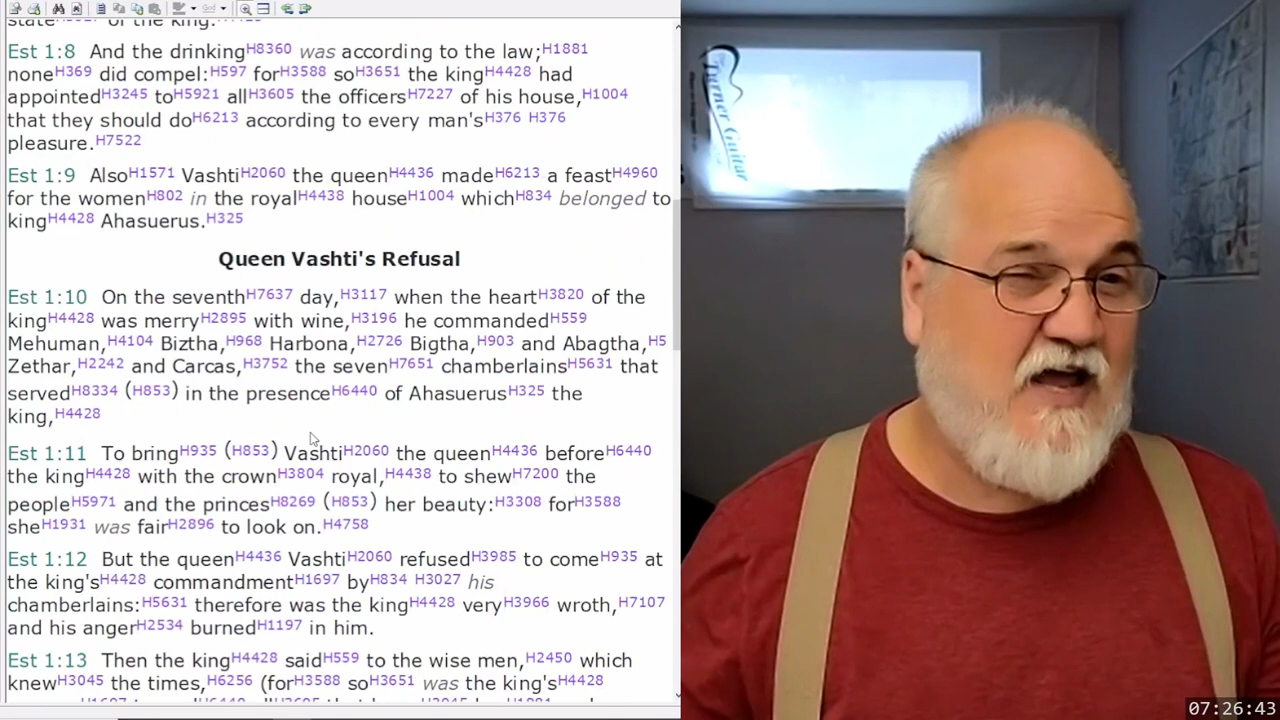 state of the king.
Est 1:8 And the drinkingH8360 was according to the law;H1881
noneH369 did compel:H597 forH3588 soH3651 the kingH4428 had
appointedH3245 toH5921 allH3605 the officersH7227 of his house,H1004
that they should doH6213 according to every man'sH376 H376
pleasure.H7522
Est 1:9 AlsoH1571 VashtiH2060 the queenH4436 madeH6213 a feastH4960
for the womenH802 in the royalH4438 houseH1004 whichH834 belonged to
kingH4428 Ahasuerus.H325
Queen Vashti's Refusal
Est 1:10 On the seventhH7637 day,H3117 when the heartH3820 of the
kingH4428 was merryH2895 with wine,H3196 he commandedH559
Mehuman,H4104 Biztha,H968 Harbona,H2726 Bigtha,H903 and Abagtha,H5
Zethar,H2242 and Carcas,H3752 the sevenH7651 chamberlainsH5631 that
servedH8334 (H853) in the presenceH6440 of AhasuerusH325 the
king,H4428
Est 1:11 To bringH935 (H853) VashtiH2060 the queenH4436 beforeH6440
the kingH4428 with the crownH3804 royal,H4438 to shewH7200 the
peopleH5971 and the princesH8269 (H853) her beauty:H3308 forH3588
sheH1931 was fairH2896 to look on.H4758
Est 1:12 But the queenH4436 VashtiH2060 refusedH3985 to comeH935 at
the king'sH4428 commandmentH1697 byH834 H3027 his
chamberlains:H5631 therefore was the kingH4428 veryH3966 wroth,H7107
and his angerH2534 burnedH1197 in him.
Est 1:13 Then the kingH4428 saidH559 to the wise men,H2450 which
knewH3045 the times,H6256 (forH3588 soH3651 was the king'sH4428
Turner Guitar
07:26:43